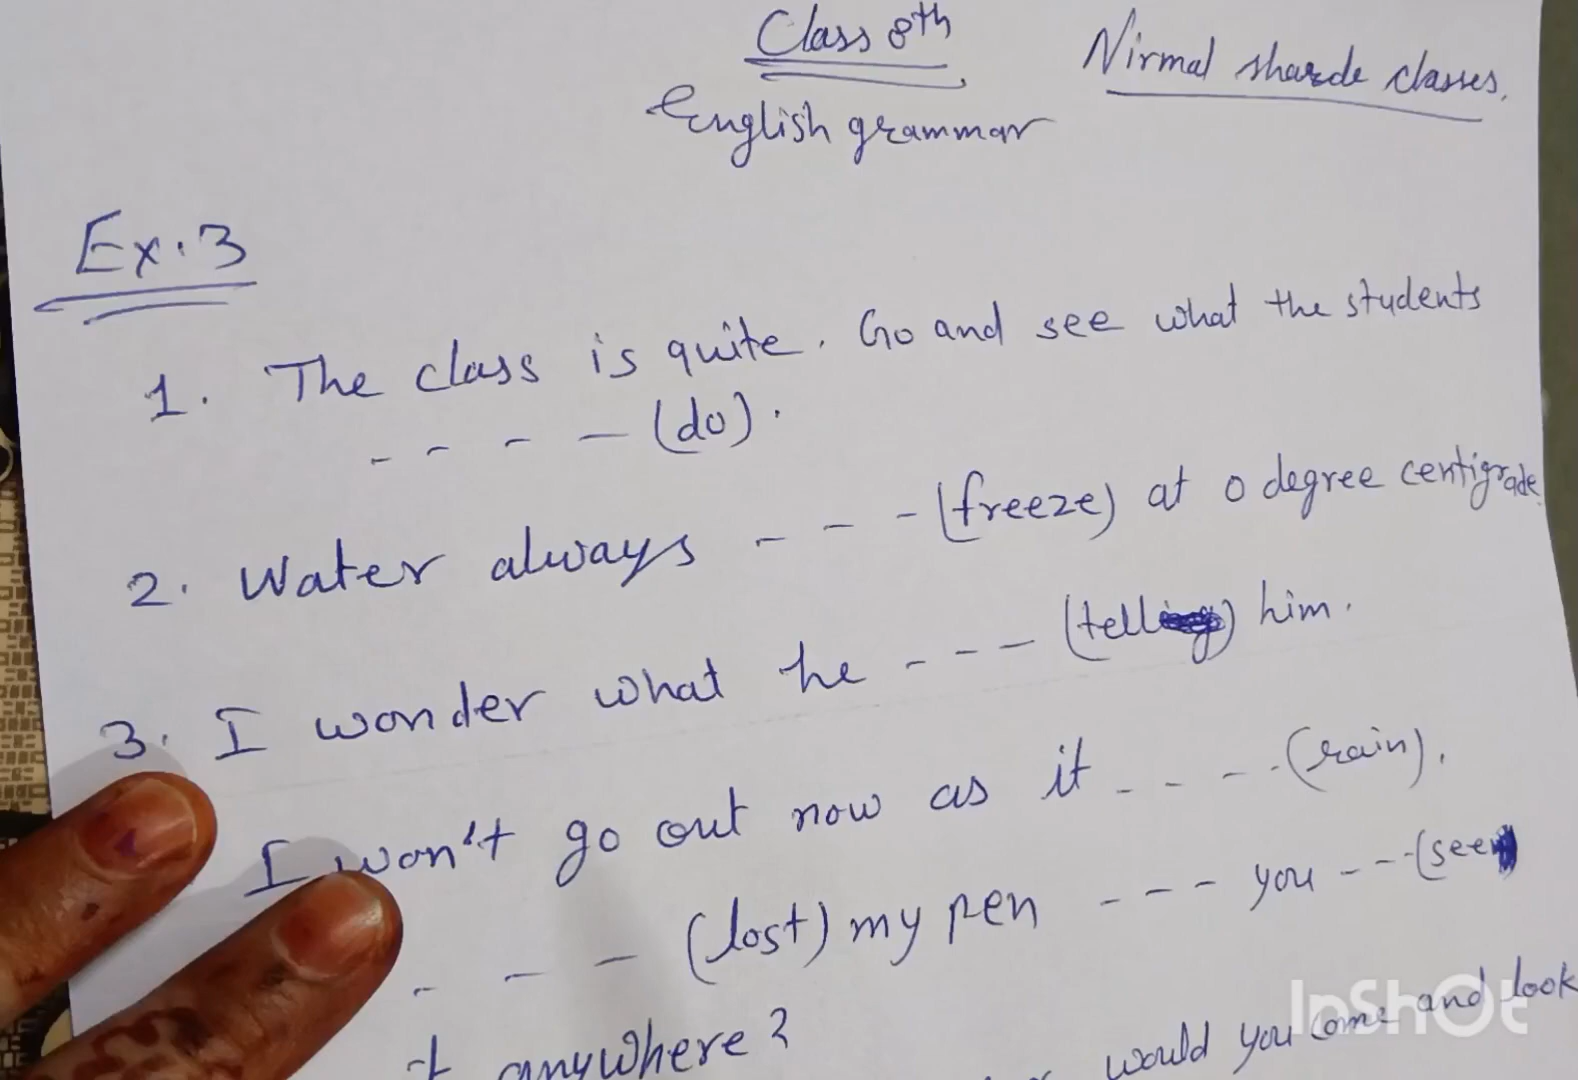 Class 8th
Nirmal sharde classes.
English grammar
Ex.3
1. The class is quite. Go and see what the students
- - - - (do).
2. Water always - - - (freeze) at 0 degree centigrade
3. I wonder what he - - - (tell) him.
I won't go out now as it - - - - (rain).
- - - (lost) my pen - - - you - - - (see
anywhere?
would you come and look
InShOt